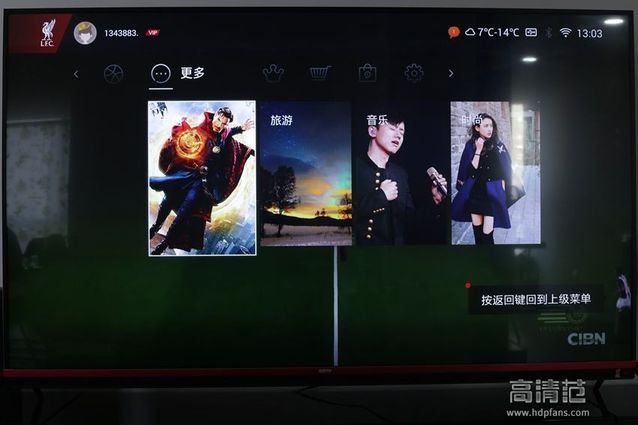 L.F.C.
1343883.
VIP
7℃-14℃
13:03
更多
旅游
音乐
时尚
按返回键回到上级菜单
CIBN
高清范
www.hdpfans.com